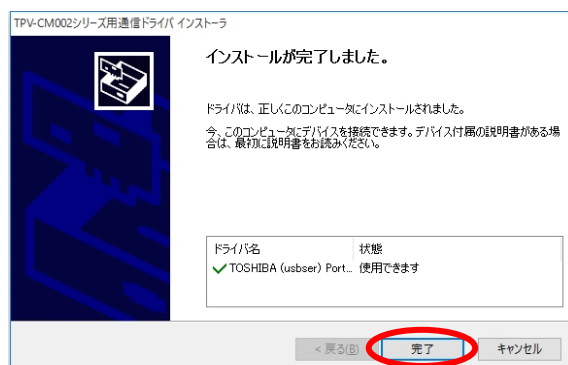 TPV-CM002シリーズ用通信ドライバ インストーラ
インストールが完了しました。
ドライバは、正しくこのコンピュータにインストールされました。
今、このコンピュータにデバイスを接続できます。デバイス付属の説明書がある場
合は、最初に説明書をお読みください。
ドライバ名 状態
TOSHIBA (usbser) Port... 使用できます
< 戻る(B) 完了 キャンセル